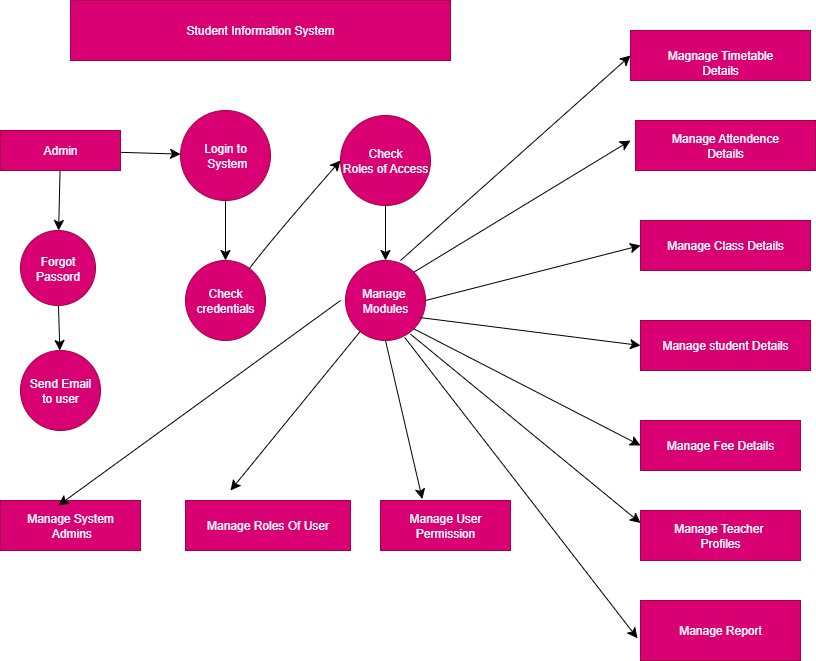 Student Information System
Magnage Timetable
Details
Admin
Login to
System
Check
Roles of Access
Manage Attendence
Details
Forgot
Passord
Check
credentials
Manage
Modules
Manage Class Details
Manage student Details
Send Email
to user
Manage Fee Details
Manage System
Admins
Manage Roles Of User
Manage User
Permission
Manage Teacher
Profiles
Manage Report